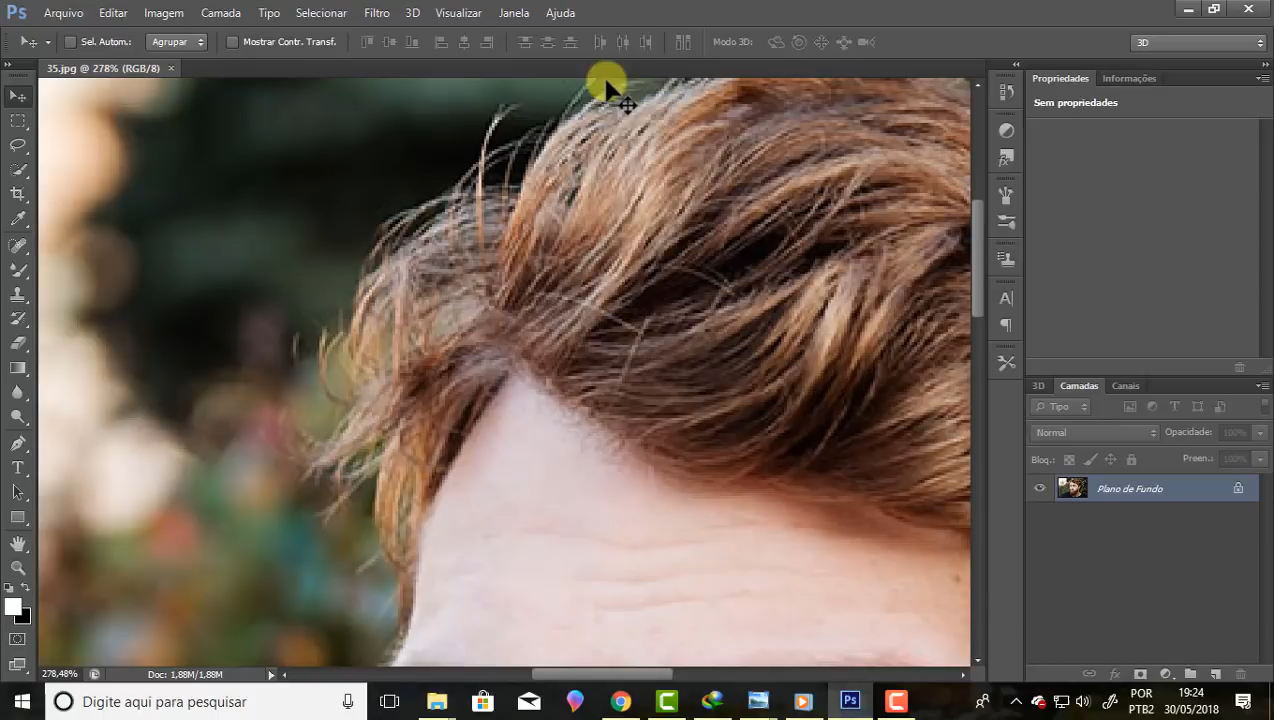 Ps Arquivo Editar Imagem Camada Tipo Selecionar Filtro 3D Visualizar Janela Ajuda
Sel. Autom.: Agrupar Mostrar Contr. Transf. Modo 3D: 3D
35.jpg @ 278% (RGB/8) ×
Propriedades Informações
Sem propriedades
3D Camadas Canais
Tipo
Normal Opacidade: 100%
Bloq.: Preen.: 100%
Plano de Fundo
278,48% Doc: 1,88M/1,88M
Digite aqui para pesquisar
Ps
POR
PTB2
19:24
30/05/2018